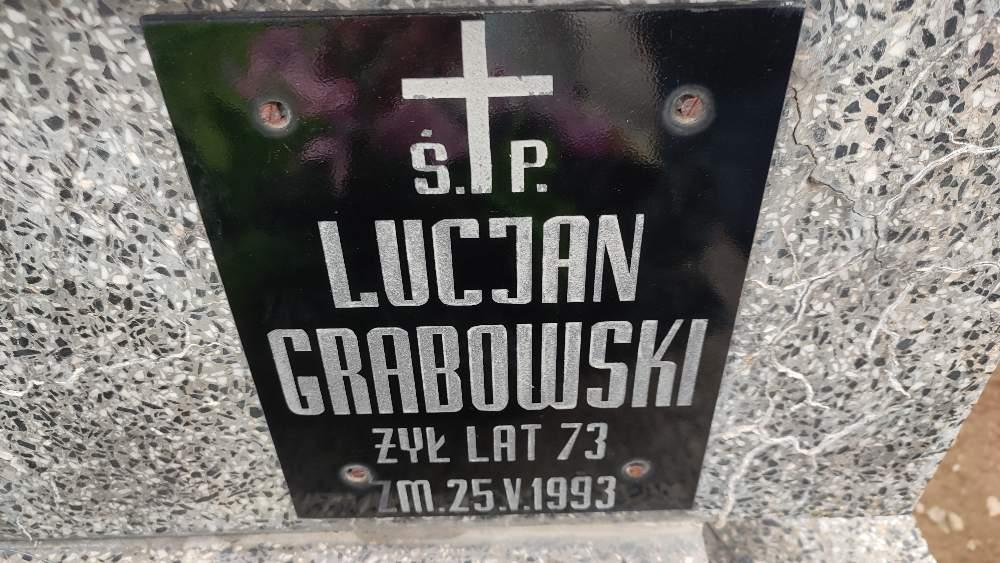 Ś. P.
LUCJAN
GRABOWSKI
ŻYŁ LAT 73
ZM. 25.V.1993